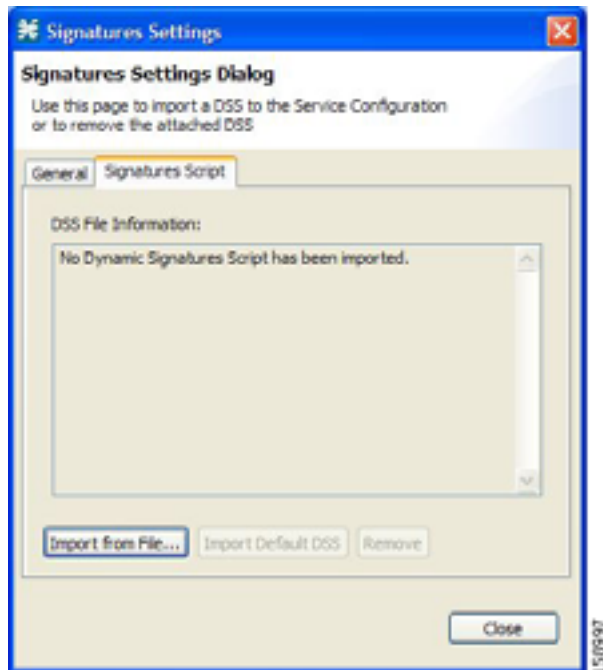 Signatures Settings
Signatures Settings Dialog
Use this page to import a DSS to the Service Configuration
or to remove the attached DSS
General
Signatures Script
DSS File Information:
No Dynamic Signatures Script has been imported.
Import from File...
Import Default DSS
Remove
Close